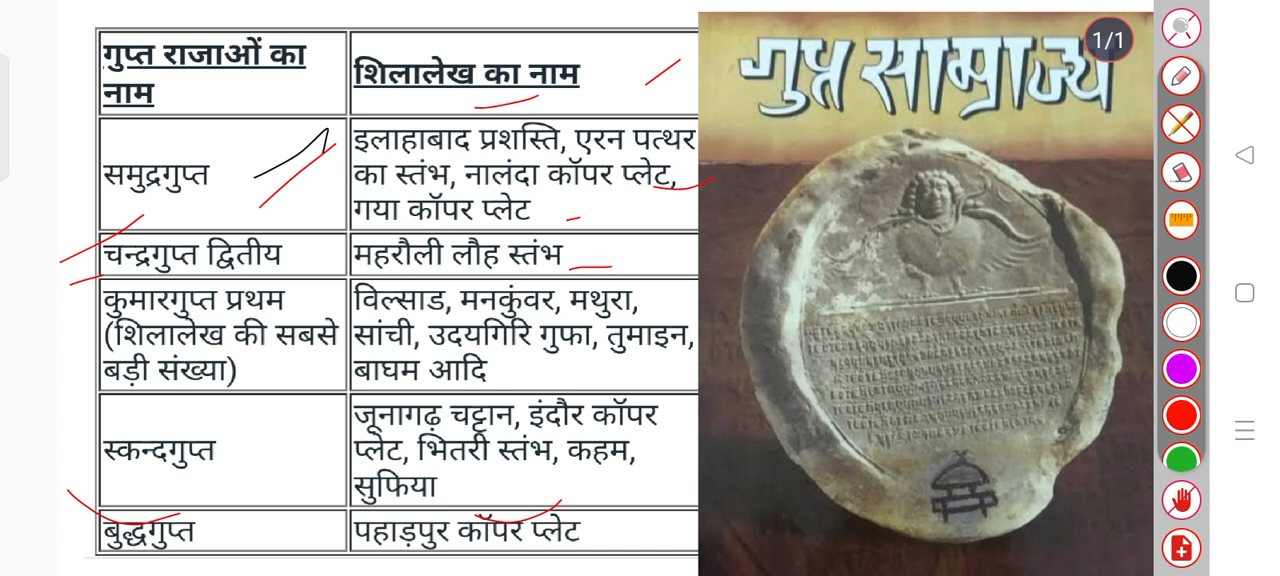 गुप्त राजाओं का
नाम
शिलालेख का नाम
समुद्रगुप्त
इलाहाबाद प्रशस्ति, एरन पत्थर
का स्तंभ, नालंदा कॉपर प्लेट,
गया कॉपर प्लेट
चन्द्रगुप्त द्वितीय
महरौली लौह स्तंभ
कुमारगुप्त प्रथम
(शिलालेख की सबसे
बड़ी संख्या)
विल्साड, मनकुंवर, मथुरा,
सांची, उदयगिरि गुफा, तुमाइन,
बाघम आदि
स्कन्दगुप्त
जूनागढ़ चट्टान, इंदौर कॉपर
प्लेट, भितरी स्तंभ, कहम,
सुफिया
बुद्धगुप्त
पहाड़पुर कॉपर प्लेट
गुप्त साम्राज्य
1/1